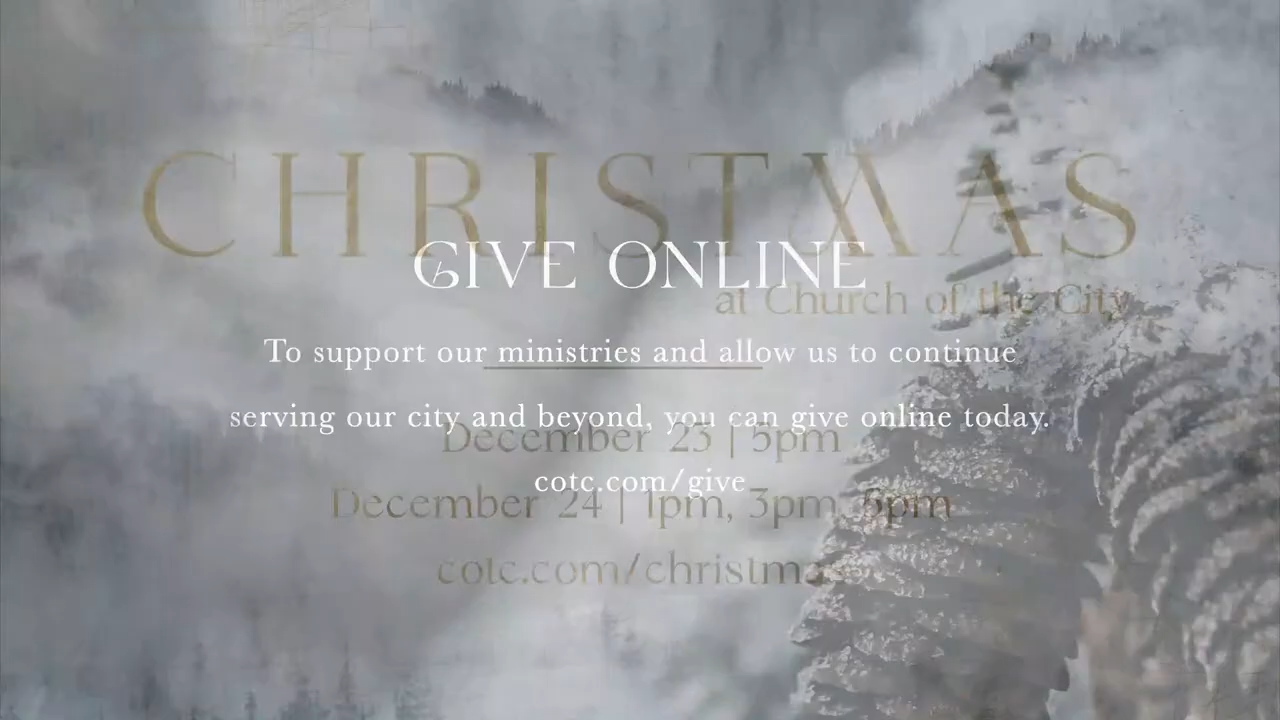 CHRISTMAS
GIVE ONLINE
at Church of the City
To support our ministries and allow us to continue
serving our city and beyond, you can give online today.
December 23 | 5pm
cotc.com/give
December 24 | 1pm, 3pm, 5pm
cotc.com/christmas